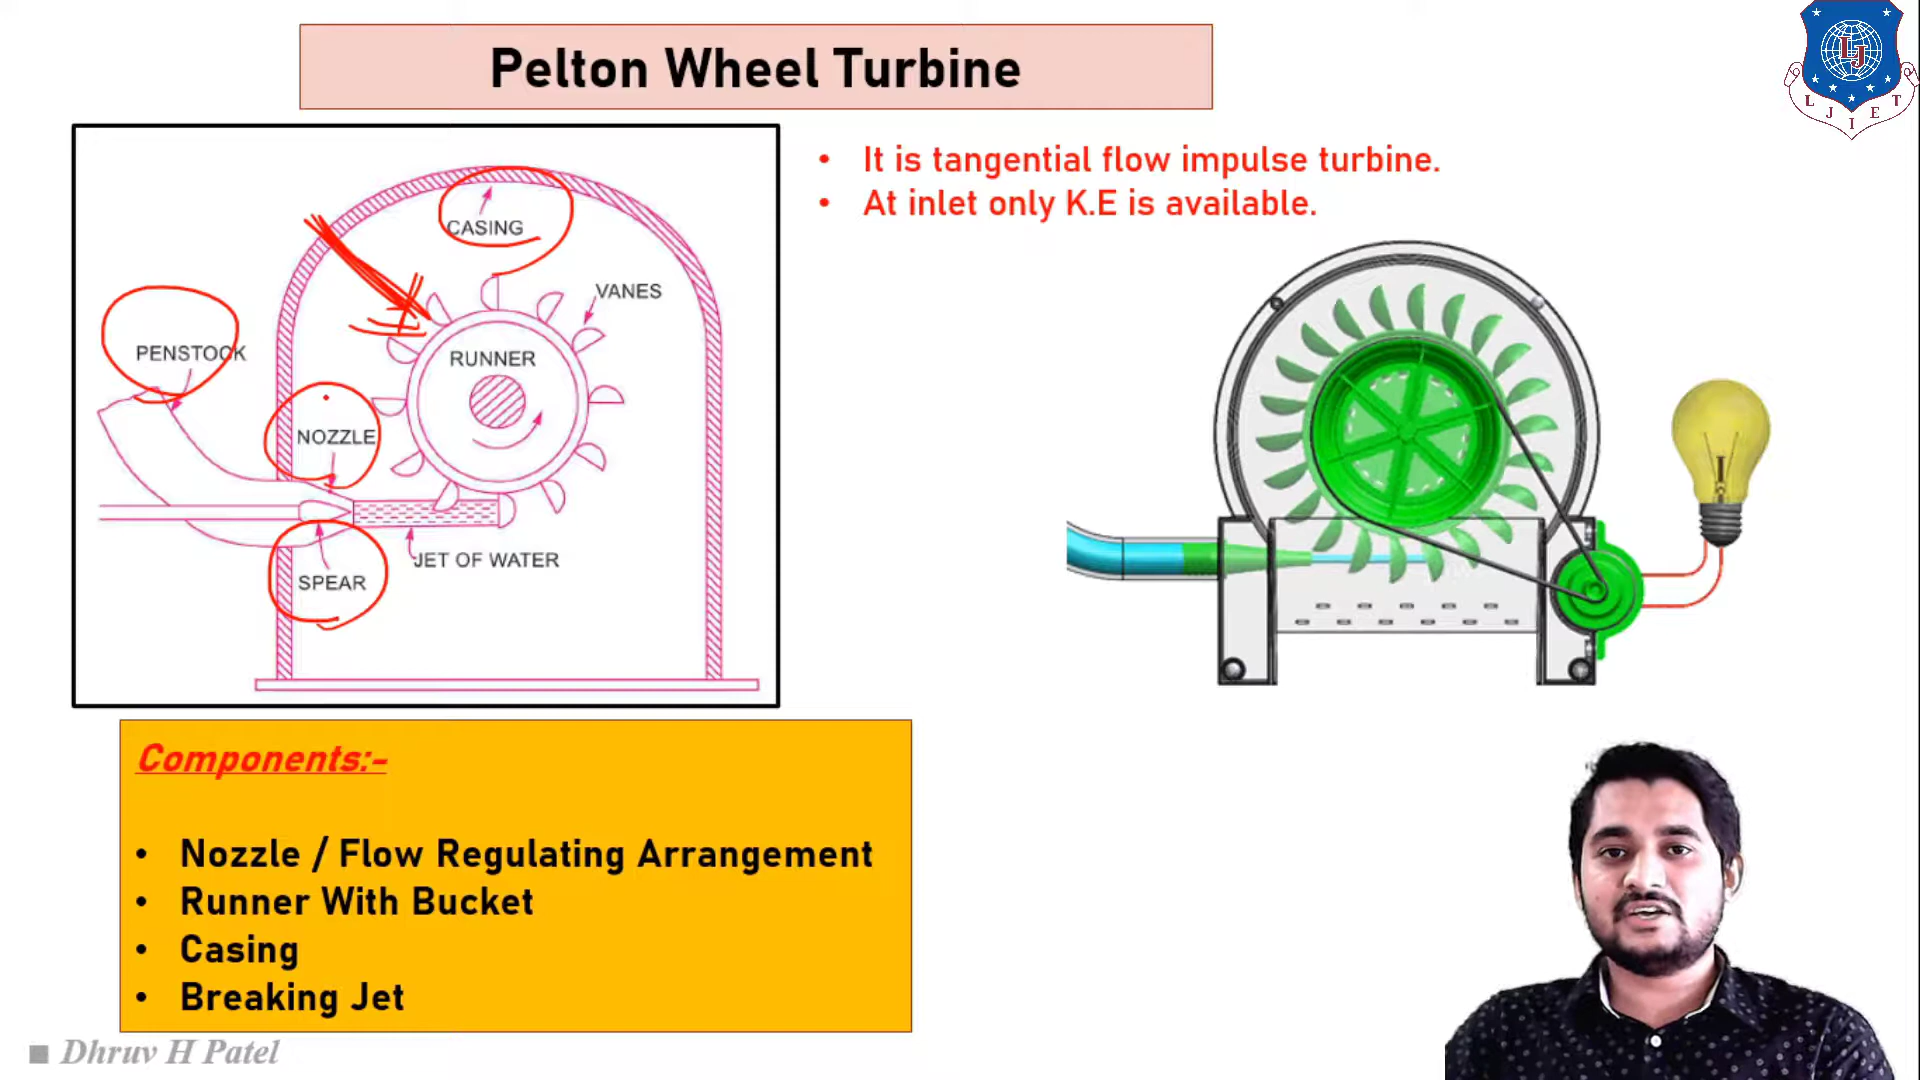 Pelton Wheel Turbine
L J I E T
LJ
• It is tangential flow impulse turbine.
• At inlet only K.E is available.
CASING
VANES
PENSTOCK
RUNNER
NOZZLE
JET OF WATER
SPEAR
Components:-
• Nozzle / Flow Regulating Arrangement
• Runner With Bucket
• Casing
• Breaking Jet
Dhruv H Patel